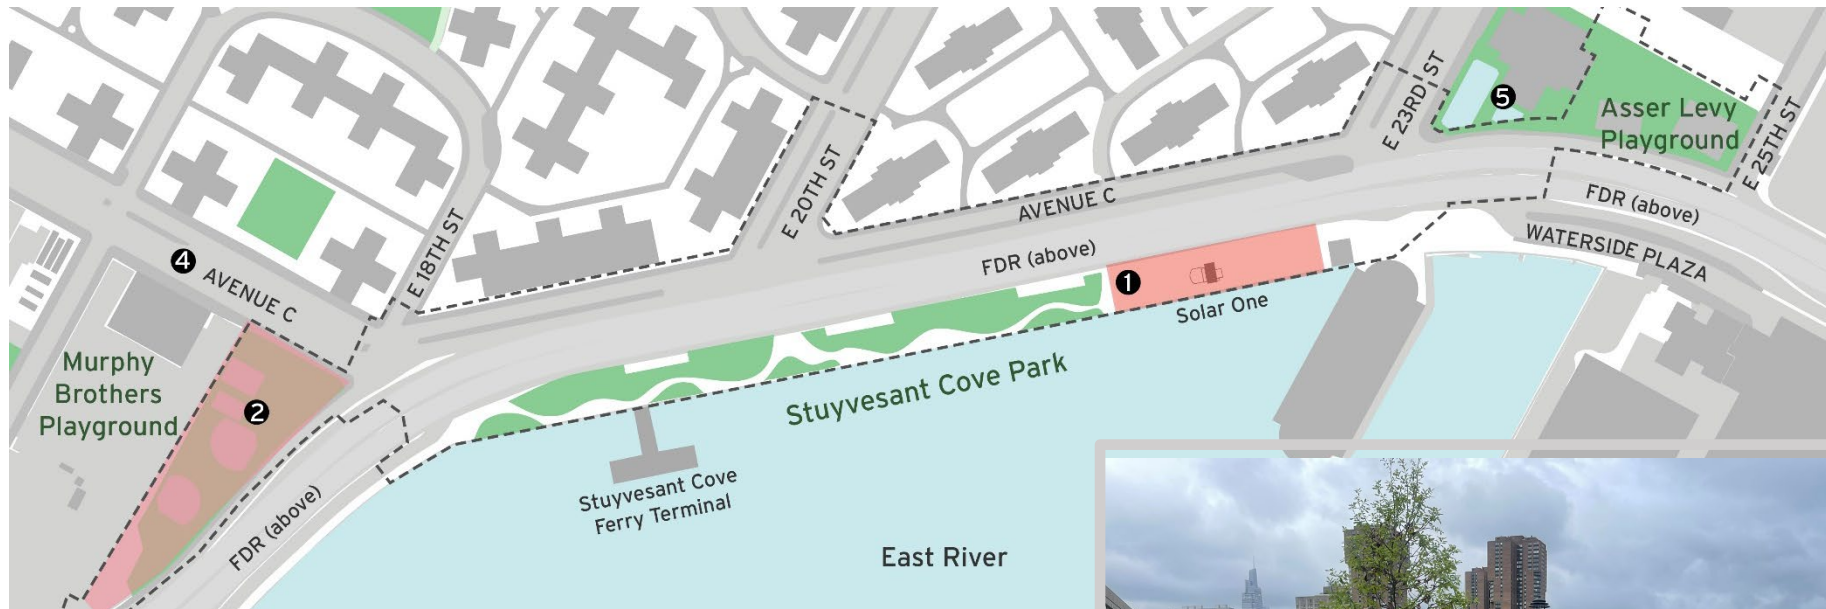 E 23RD ST
5
Asser Levy
Playground
E 25TH ST
E 20TH ST
AVENUE C
FDR (above)
E 18TH ST
4
AVENUE C
FDR (above)
WATERSIDE PLAZA
1
Solar One
Murphy
Brothers
Playground
2
Stuyvesant Cove Park
Stuyvesant Cove
Ferry Terminal
FDR (above)
East River